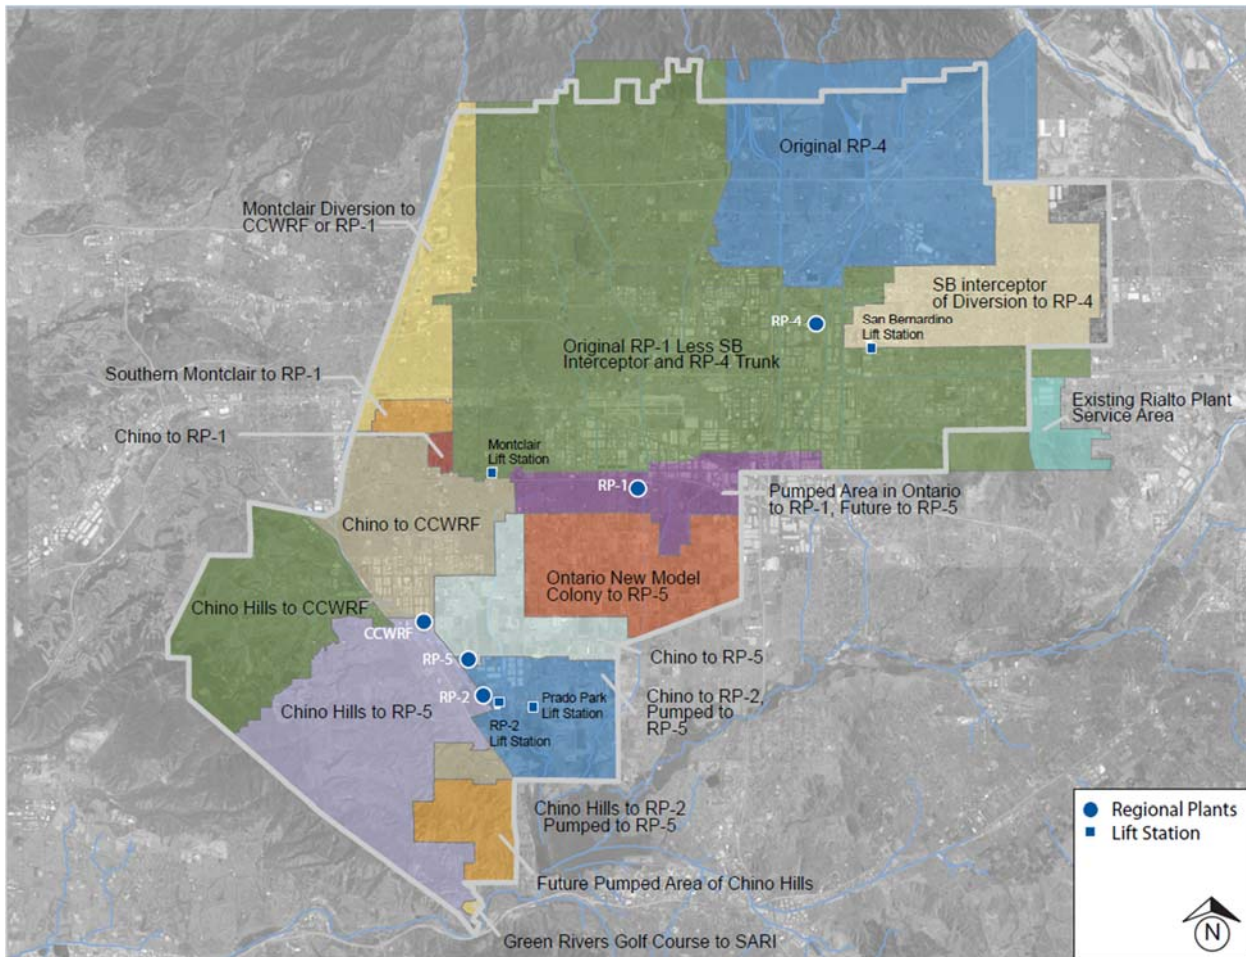 Original RP-4
Montclair Diversion to
CCWRF or RP-1
SB interceptor
of Diversion to RP-4
RP-4
San Bernardino
Lift Station
Original RP-1 Less SB
Interceptor and RP-4 Trunk
Southern Montclair to RP-1
Existing Rialto Plant
Service Area
Chino to RP-1
Montclair
Lift Station
RP-1
Pumped Area in Ontario
to RP-1, Future to RP-5
Chino to CCWRF
Ontario New Model
Colony to RP-5
Chino Hills to CCWRF
CCWRF
RP-5
Chino to RP-5
RP-2
Prado Park
Lift Station
Chino to RP-2,
Pumped to
RP-5
Chino Hills to RP-5
RP-2
Lift Station
Chino Hills to RP-2
Pumped to RP-5
Regional Plants
Lift Station
Future Pumped Area of Chino Hills
Green Rivers Golf Course to SARI
N